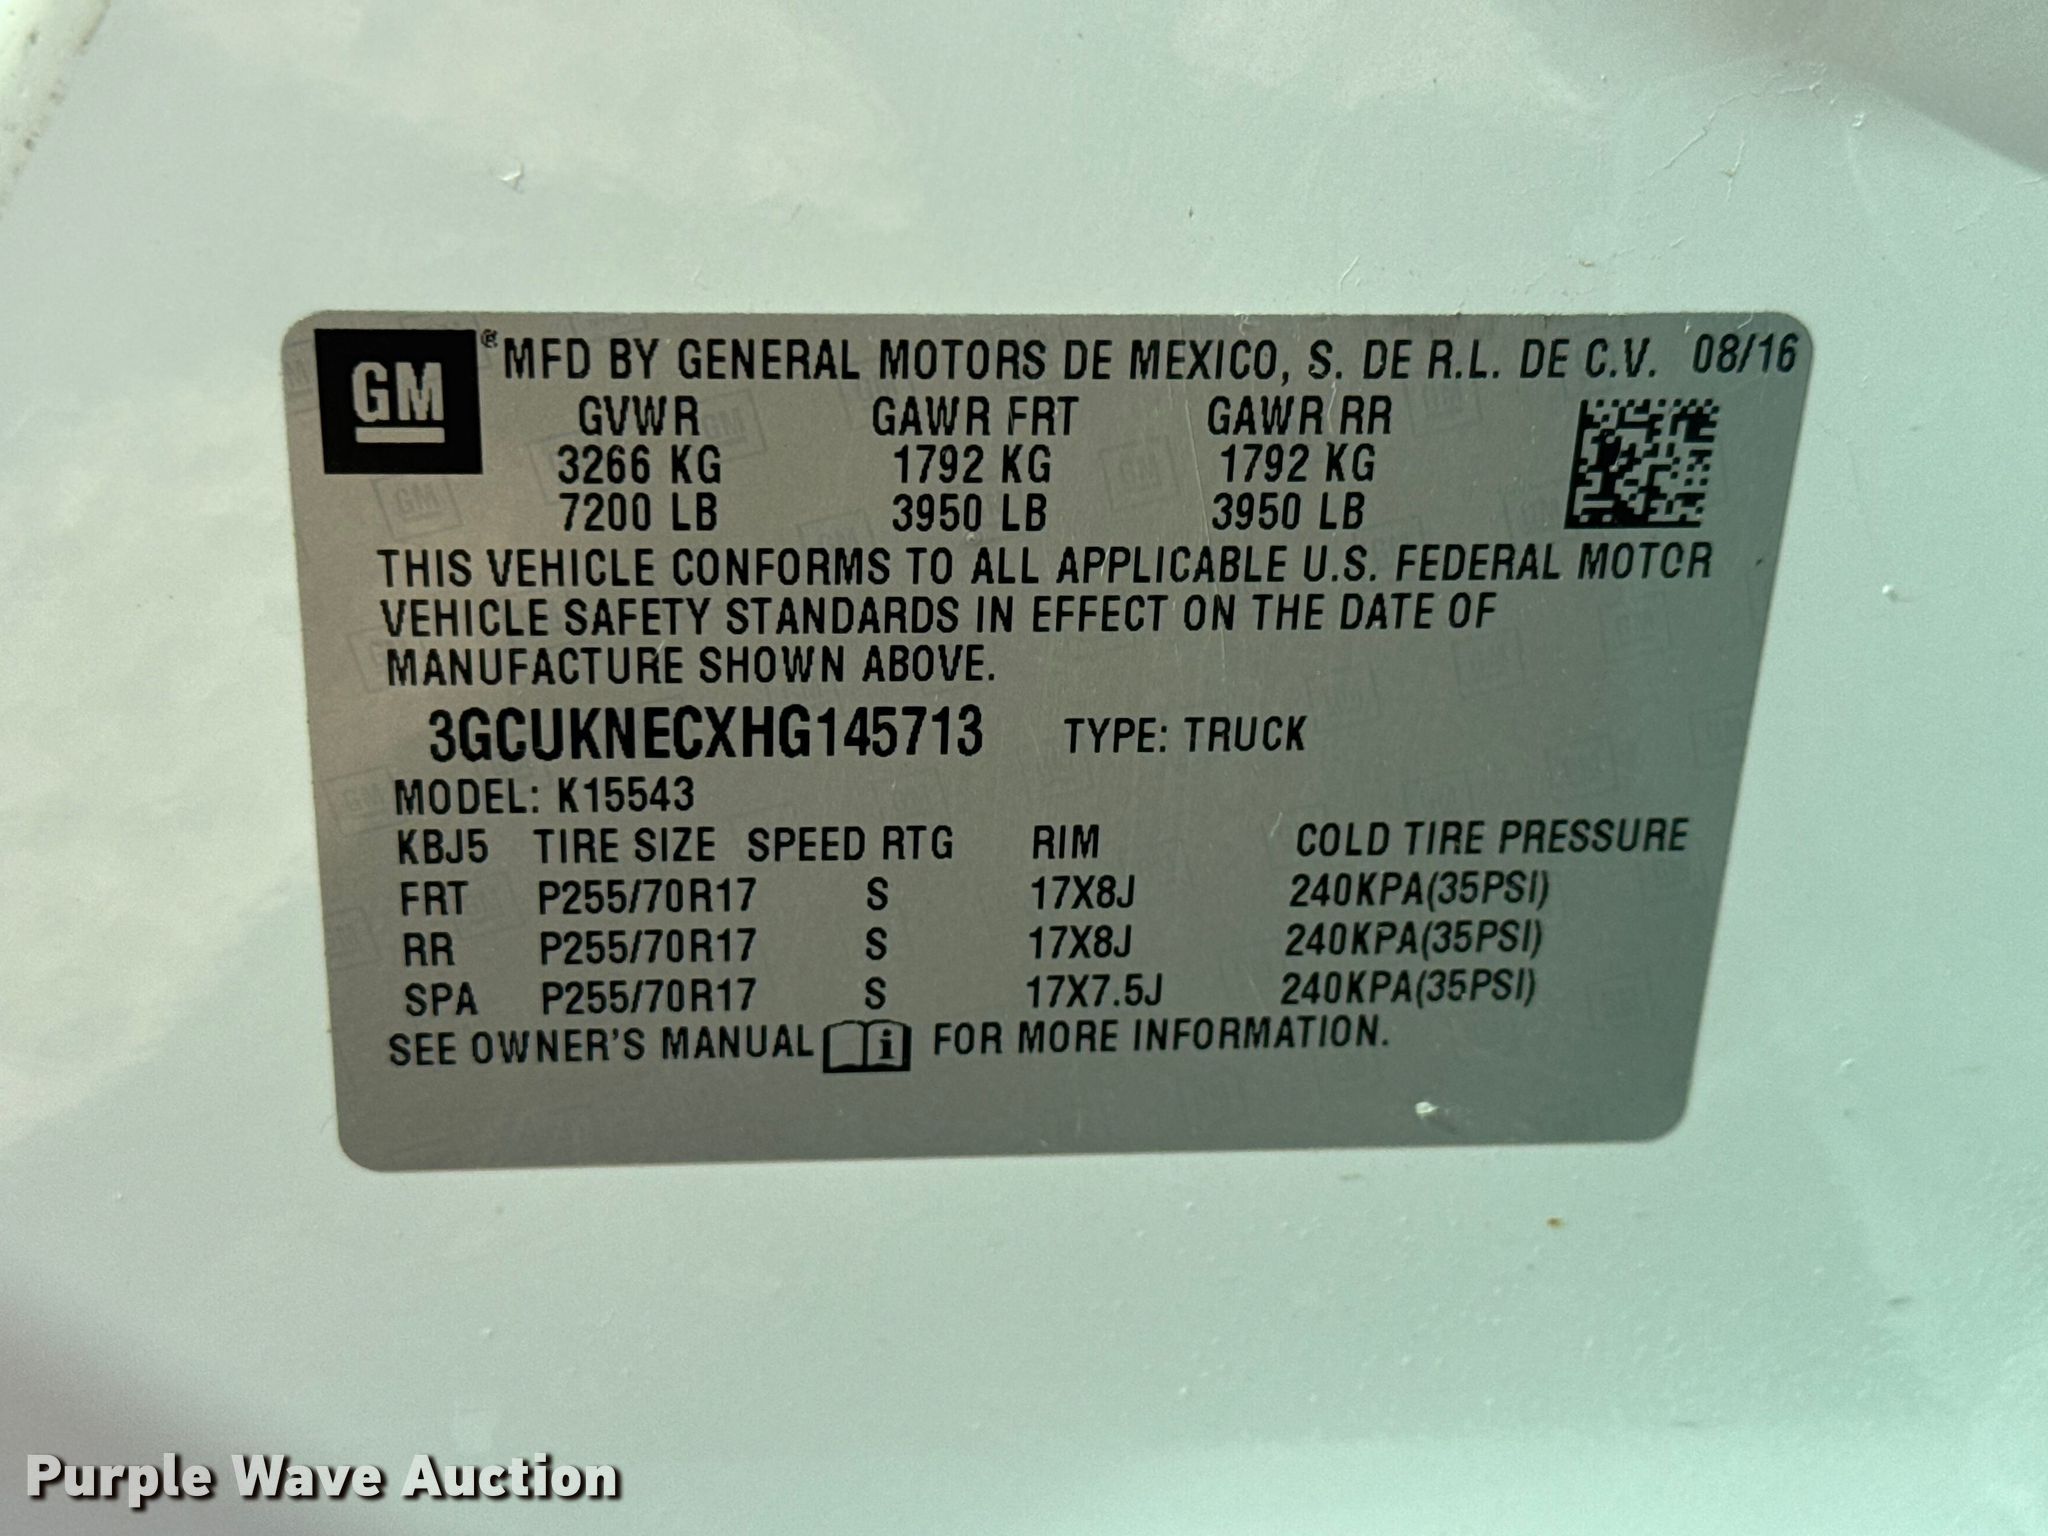 GM ® MFD BY GENERAL MOTORS DE MEXICO, S. DE R.L. DE C.V. 08/16
GVWR GAWR FRT GAWR RR
3266 KG 1792 KG 1792 KG
7200 LB 3950 LB 3950 LB
THIS VEHICLE CONFORMS TO ALL APPLICABLE U.S. FEDERAL MOTOR
VEHICLE SAFETY STANDARDS IN EFFECT ON THE DATE OF
MANUFACTURE SHOWN ABOVE.
3GCUKNECXHG145713 TYPE: TRUCK
MODEL: K15543
KBJ5 TIRE SIZE SPEED RTG RIM COLD TIRE PRESSURE
FRT P255/70R17 S 17X8J 240KPA(35PSI)
RR P255/70R17 S 17X8J 240KPA(35PSI)
SPA P255/70R17 S 17X7.5J 240KPA(35PSI)
SEE OWNER'S MANUAL i FOR MORE INFORMATION.
Purple Wave Auction